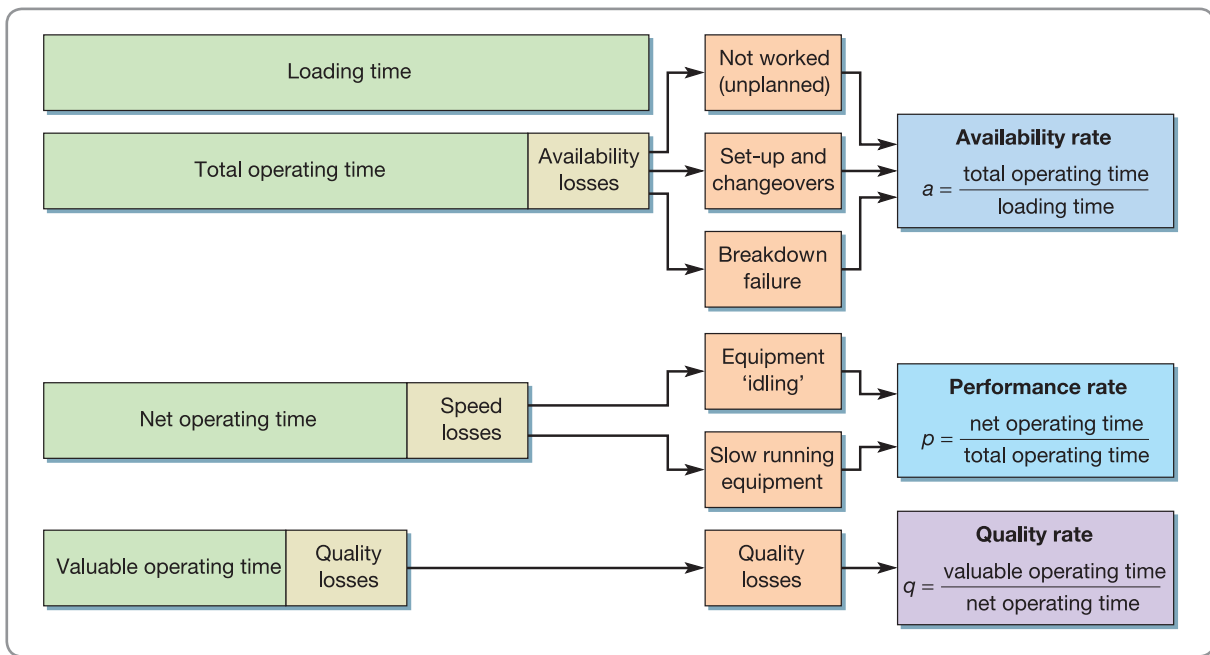 Loading time
Not worked
(unplanned)
Total operating time
Availability
losses
Set-up and
changeovers
Breakdown
failure
Availability rate
a = total operating time
loading time
Net operating time
Speed
losses
Equipment
‘idling’
Slow running
equipment
Performance rate
p = net operating time
total operating time
Valuable operating time
Quality
losses
Quality
losses
Quality rate
q = valuable operating time
net operating time